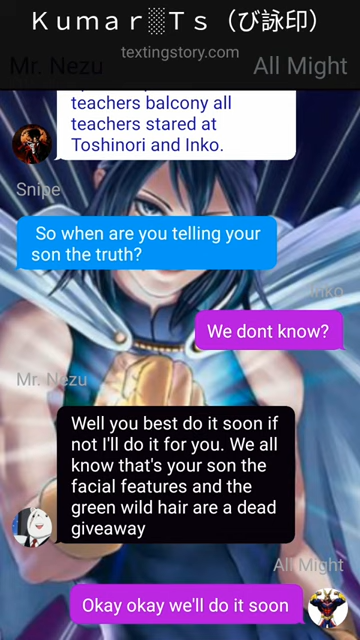 Ｋｕｍａｒ░Ｔｓ（び詠印）
textingstory.com
Mr. Nezu
All Might
teachers balcony all
teachers stared at
Toshinori and Inko.
Snipe
So when are you telling your
son the truth?
Inko
We dont know?
Mr. Nezu
Well you best do it soon if
not I'll do it for you. We all
know that's your son the
facial features and the
green wild hair are a dead
giveaway
All Might
Okay okay we'll do it soon